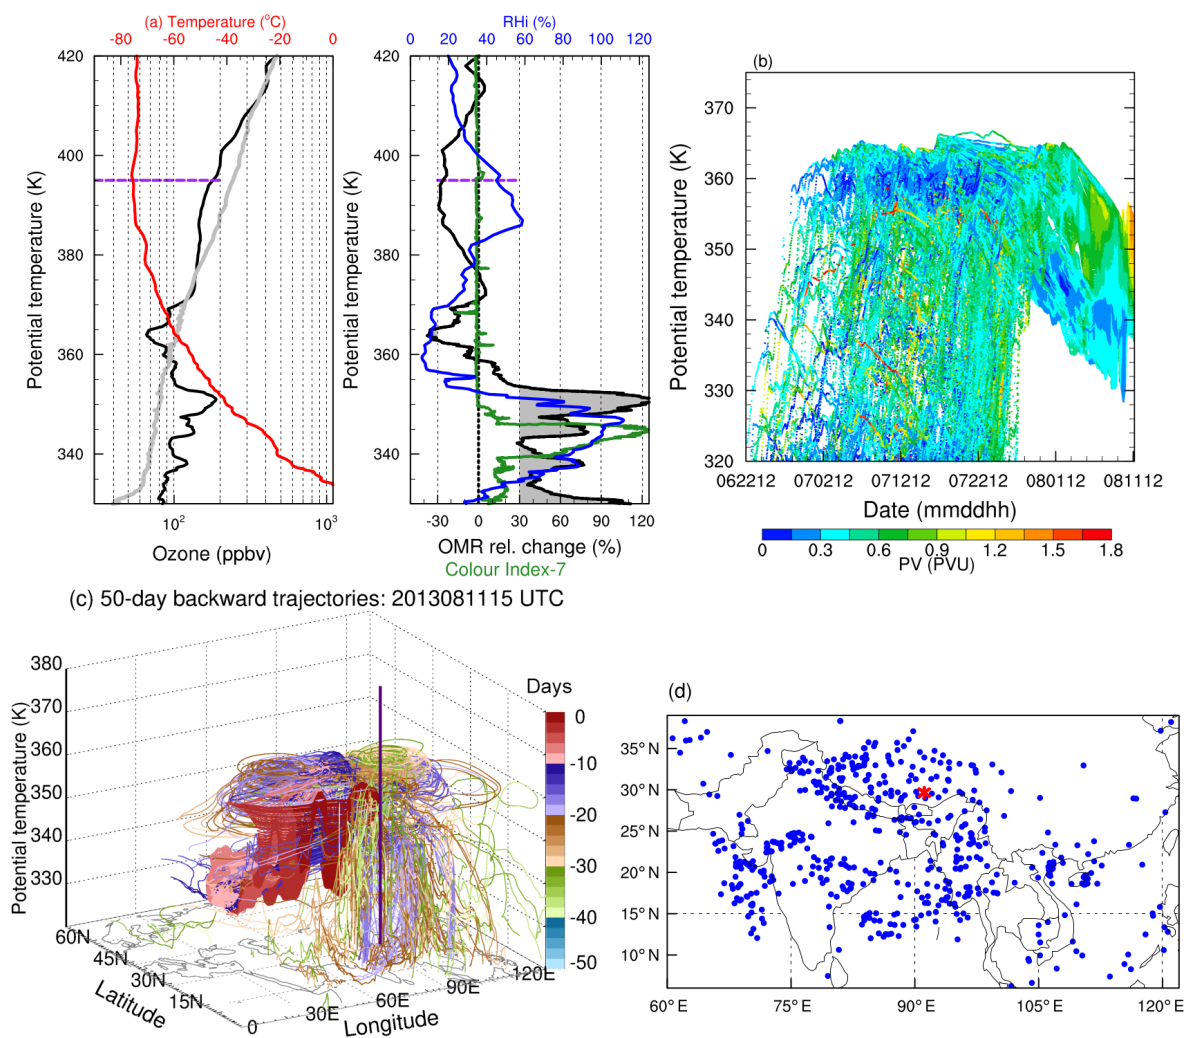 (a) Temperature (°C)
-80 -60 -40 -20 0
RHi (%)
0 20 40 60 80 100 120
420
400
380
360
340
Potential temperature (K)
10² 10³
Ozone (ppbv)
420
400
380
360
340
Potential temperature (K)
-30 0 30 60 90 120
OMR rel. change (%)
Colour Index-7
(b)
370
360
350
340
330
320
Potential temperature (K)
062212 070212 071212 072212 080112 081112
Date (mmddhh)
0 0.3 0.6 0.9 1.2 1.5 1.8
PV (PVU)
(c) 50-day backward trajectories: 2013081115 UTC
380
370
360
350
340
330
Potential temperature (K)
60N
45N
30N
15N
Latitude
0 30E 60E 90E 120E
Longitude
Days
0
-10
-20
-30
-40
-50
(d)
35°N
30°N
25°N
20°N
15°N
10°N
60°E 75°E 90°E 105°E 120°E